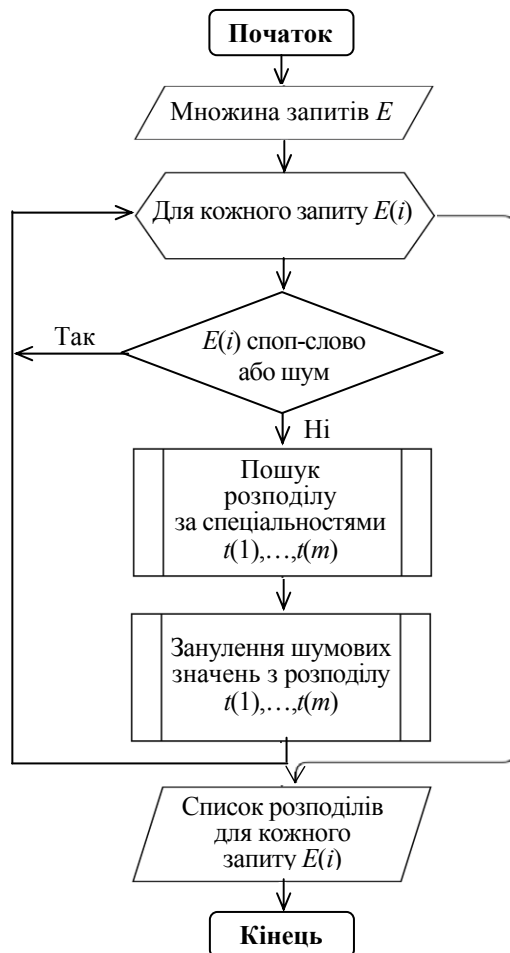 Початок
Множина запитів E
Для кожного запиту E(i)
Так
E(i) споп-слово
або шум
Ні
Пошук
розподілу
за спеціальностями
t(1),…,t(m)
Занулення шумових
значень з розподілу
t(1),…,t(m)
Список розподілів
для кожного
запиту E(i)
Кінець